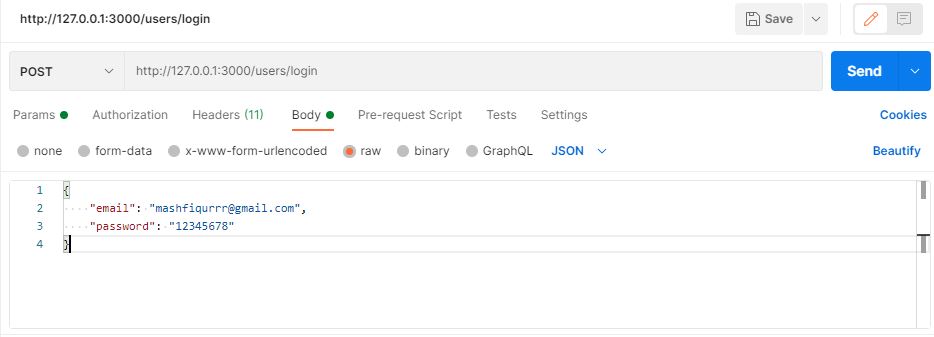 http://127.0.0.1:3000/users/login Save
POST http://127.0.0.1:3000/users/login Send
Params Authorization Headers (11) Body Pre-request Script Tests Settings Cookies
none form-data x-www-form-urlencoded raw binary GraphQL JSON Beautify
1 {
2 "email": "mashfiqurrr@gmail.com",
3 "password": "12345678"
4 }